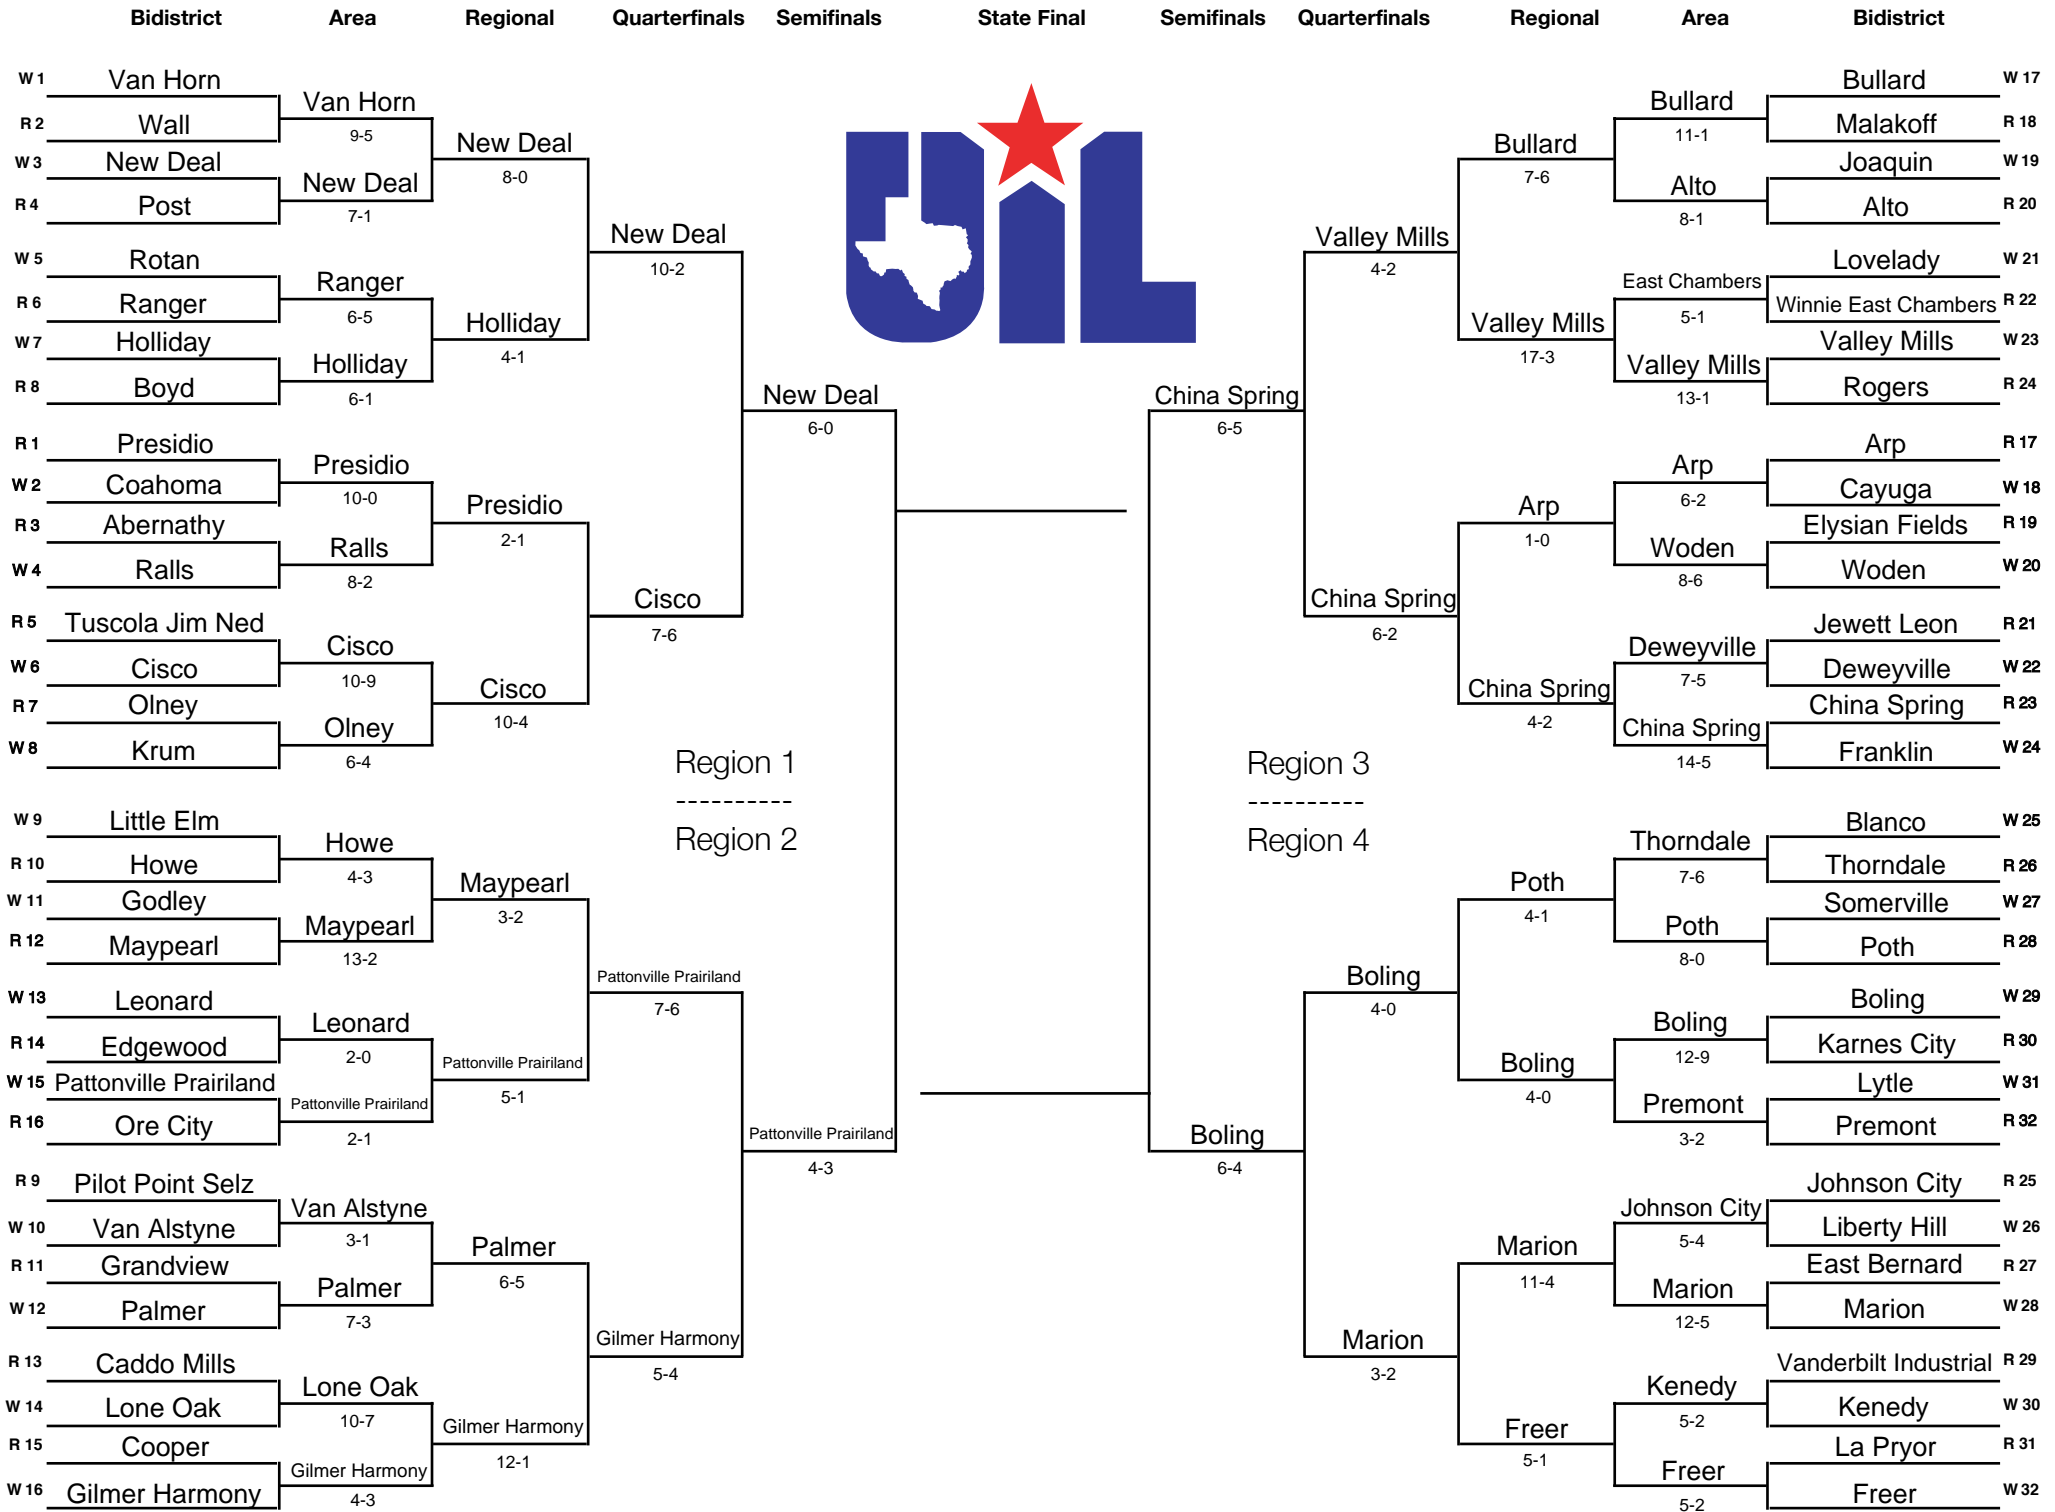 Bidistrict Area Regional Quarterfinals Semifinals State Final Semifinals Quarterfinals Regional Area Bidistrict
W 1 Van Horn
R 2 Wall
W 3 New Deal
R 4 Post
W 5 Rotan
R 6 Ranger
W 7 Holliday
R 8 Boyd
R 1 Presidio
W 2 Coahoma
R 3 Abernathy
W 4 Ralls
R 5 Tuscola Jim Ned
W 6 Cisco
R 7 Olney
W 8 Krum
W 9 Little Elm
R 10 Howe
W 11 Godley
R 12 Maypearl
W 13 Leonard
R 14 Edgewood
W 15 Pattonville Prairiland
R 16 Ore City
R 9 Pilot Point Selz
W 10 Van Alstyne
R 11 Grandview
W 12 Palmer
R 13 Caddo Mills
W 14 Lone Oak
R 15 Cooper
W 16 Gilmer Harmony
Van Horn
9-5
New Deal
7-1
Ranger
6-5
Holliday
6-1
Presidio
10-0
Ralls
8-2
Cisco
10-9
Olney
6-4
Howe
4-3
Maypearl
13-2
Leonard
2-0
Pattonville Prairiland
2-1
Van Alstyne
3-1
Palmer
7-3
Lone Oak
10-7
Gilmer Harmony
4-3
New Deal
8-0
Holliday
4-1
Presidio
2-1
Cisco
10-4
Maypearl
3-2
Pattonville Prairiland
5-1
Palmer
6-5
Gilmer Harmony
12-1
New Deal
10-2
Cisco
7-6
Pattonville Prairiland
7-6
Gilmer Harmony
5-4
New Deal
6-0
Pattonville Prairiland
4-3
Region 1
----------
Region 2
UIL
China Spring
6-5
Boling
6-4
Region 3
----------
Region 4
Valley Mills
4-2
China Spring
6-2
Boling
4-0
Marion
3-2
Bullard
7-6
Valley Mills
17-3
Arp
1-0
China Spring
4-2
Poth
4-1
Boling
4-0
Marion
11-4
Freer
5-1
Bullard
11-1
Alto
8-1
East Chambers
5-1
Valley Mills
13-1
Arp
6-2
Woden
8-6
Deweyville
7-5
China Spring
14-5
Thorndale
7-6
Poth
8-0
Boling
12-9
Premont
3-2
Johnson City
5-4
Marion
12-5
Kenedy
5-2
Freer
5-2
Bullard W 17
Malakoff R 18
Joaquin W 19
Alto R 20
Lovelady W 21
Winnie East Chambers R 22
Valley Mills W 23
Rogers R 24
Arp R 17
Cayuga W 18
Elysian Fields R 19
Woden W 20
Jewett Leon R 21
Deweyville W 22
China Spring R 23
Franklin W 24
Blanco W 25
Thorndale R 26
Somerville W 27
Poth R 28
Boling W 29
Karnes City R 30
Lytle W 31
Premont R 32
Johnson City R 25
Liberty Hill W 26
East Bernard R 27
Marion W 28
Vanderbilt Industrial R 29
Kenedy W 30
La Pryor R 31
Freer W 32